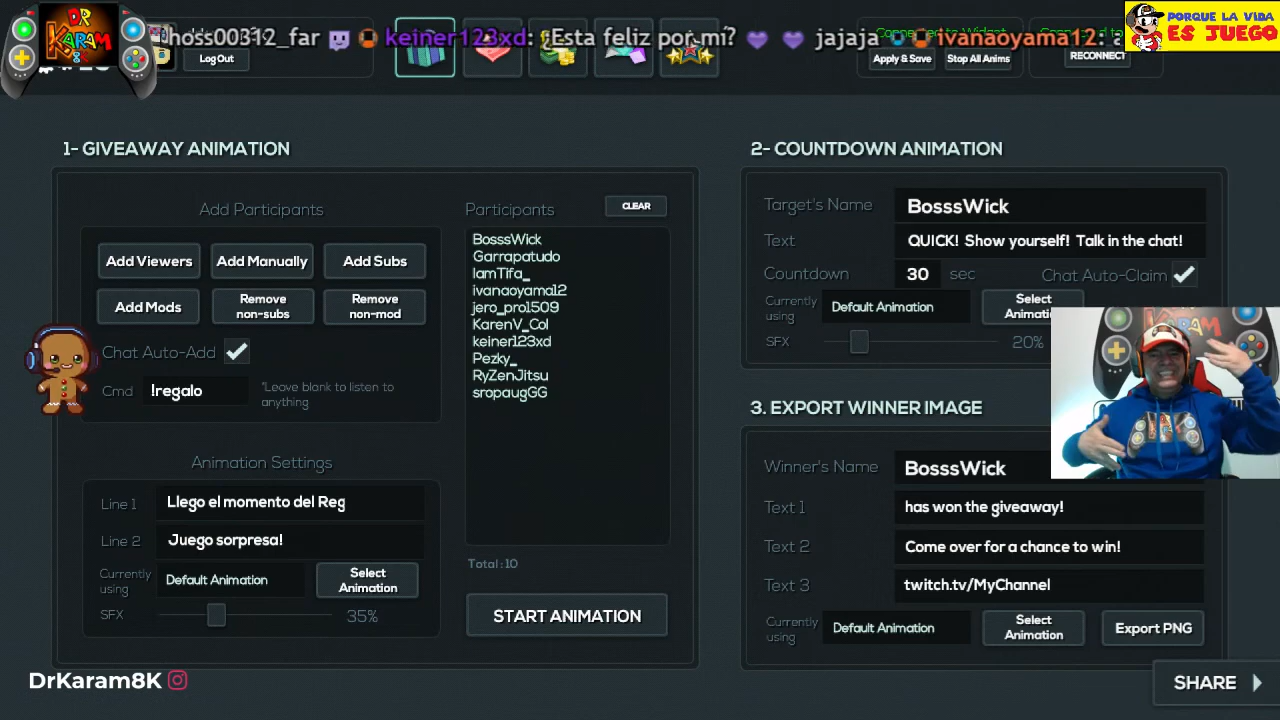 DR KARAM 8K
hoss00312_far keiner123xd: ¿Esta feliz por mí? jajaja ivanaoyama12: a
PORQUE LA VIDA
ES JUEGO
Log Out
Apply & Save
Stop All Anims
RECONNECT
1- GIVEAWAY ANIMATION
Add Participants
Add Viewers
Add Manually
Add Subs
Add Mods
Remove
non-subs
Remove
non-mod
Chat Auto-Add
Cmd
!regalo
*Leave blank to listen to
anything
Participants
CLEAR
BosssWick
Garrapatudo
IamTifa_
ivanaoyama12
jero_pro1509
KarenV_Col
keiner123xd
Pezky_
RyZenJitsu
sropaugGG
Total: 10
START ANIMATION
Animation Settings
Line 1
Llego el momento del Reg
Line 2
Juego sorpresa!
Currently
using
Default Animation
Select
Animation
SFX
35%
2- COUNTDOWN ANIMATION
Target's Name
BosssWick
Text
QUICK! Show yourself! Talk in the chat!
Countdown
30
sec
Chat Auto-Claim
Currently
using
Default Animation
Select
SFX
20%
3. EXPORT WINNER IMAGE
Winner's Name
BosssWick
Text 1
has won the giveaway!
Text 2
Come over for a chance to win!
Text 3
twitch.tv/MyChannel
Currently
using
Default Animation
Select
Animation
Export PNG
DrKaram8K
SHARE